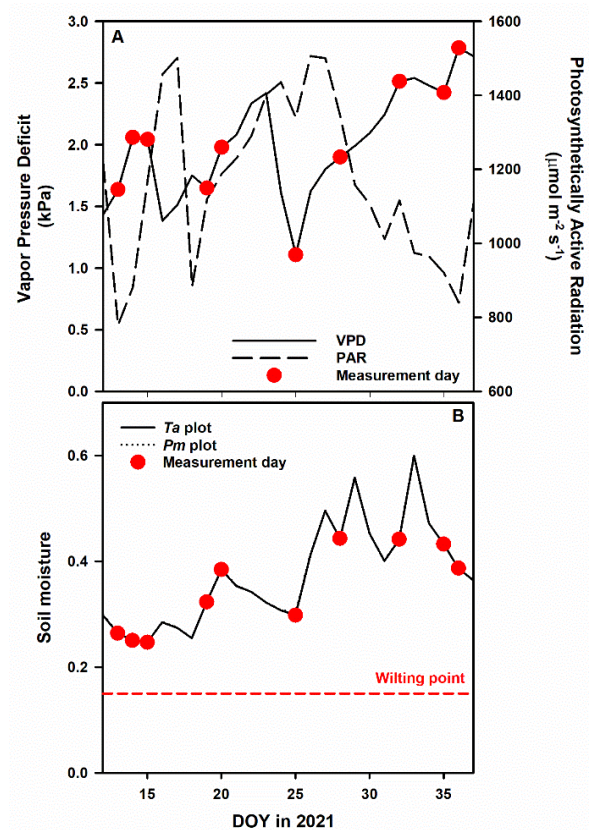 A
Vapor Pressure Deficit
(kPa)
3.0
2.5
2.0
1.5
1.0
0.5
0.0
1600
1400
1200
1000
800
600
Photosynthetically Active Radiation
(μmol m-2 s-1)
VPD
PAR
Measurement day
B
Ta plot
Pm plot
Measurement day
Soil moisture
0.6
0.4
0.2
0.0
Wilting point
15 20 25 30 35
DOY in 2021